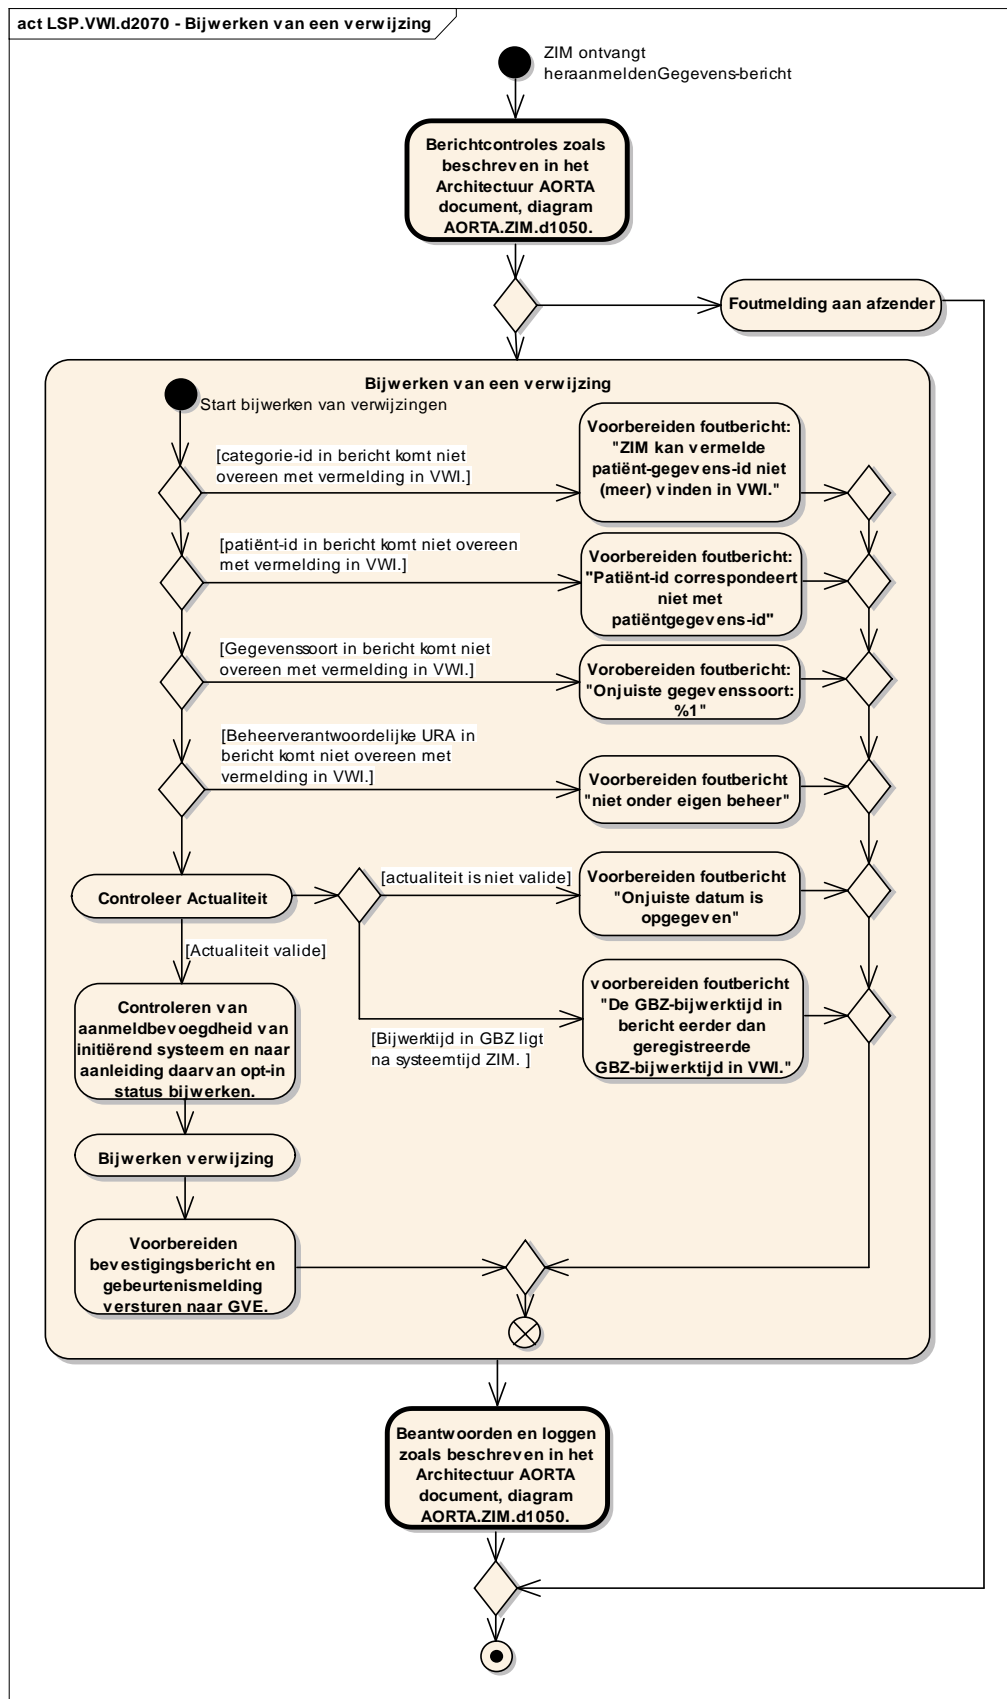 act LSP.VWI.d2070 - Bijwerken van een verwijzing
ZIM ontvangt
heraanmeldenGegevens-bericht
Berichtcontroles zoals
beschreven in het
Architectuur AORTA
document, diagram
AORTA.ZIM.d1050.
Foutmelding aan afzender
Bijwerken van een verwijzing
Start bijwerken van verwijzingen
[categorie-id in bericht komt niet
overeen met vermelding in VWI.]
Voorbereiden foutbericht:
"ZIM kan vermelde
patiënt-gegevens-id niet
(meer) vinden in VWI."
[patiënt-id in bericht komt niet overeen
met vermelding in VWI.]
Voorbereiden foutbericht:
"Patiënt-id correspondeert
niet met
patiëntgegevens-id"
[Gegevenssoort in bericht komt niet
overeen met vermelding in VWI.]
Vorobereiden foutbericht:
"Onjuiste gegevenssoort:
%1"
[Beheerverantwoordelijke URA in
bericht komt niet overeen met
vermelding in VWI.]
Voorbereiden foutbericht
"niet onder eigen beheer"
Controleer Actualiteit
[actualiteit is niet valide]
Voorbereiden foutbericht
"Onjuiste datum is
opgegeven"
[Actualiteit valide]
Controleren van
aanmeldbevoegdheid van
initiërend systeem en naar
aanleiding daarvan opt-in
status bijwerken.
[Bijwerktijd in GBZ ligt
na systeemtijd ZIM. ]
voorbereiden foutbericht
"De GBZ-bijwerktijd in
bericht eerder dan
geregistreerde
GBZ-bijwerktijd in VWI."
Bijwerken verwijzing
Voorbereiden
bevestigingsbericht en
gebeurtenismelding
versturen naar GVE.
Beantwoorden en loggen
zoals beschreven in het
Architectuur AORTA
document, diagram
AORTA.ZIM.d1050.